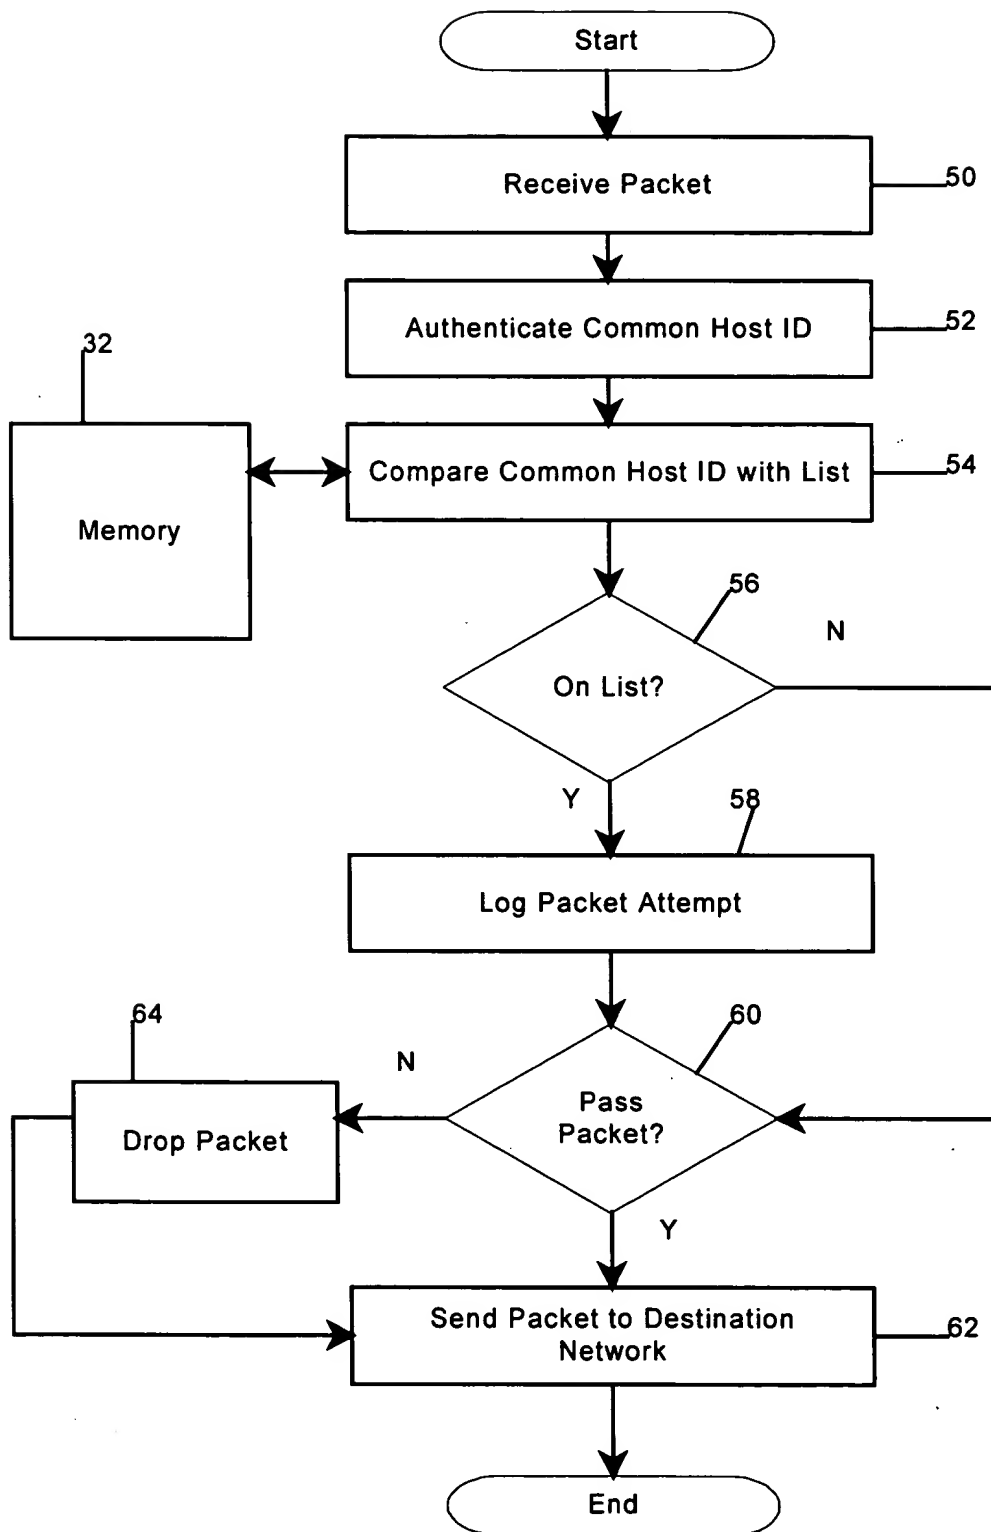 Start
Receive Packet
50
Authenticate Common Host ID
52
32
Memory
Compare Common Host ID with List
54
56
N
On List?
Y
58
Log Packet Attempt
64
60
N
Pass
Packet?
Drop Packet
Y
Send Packet to Destination
Network
62
End